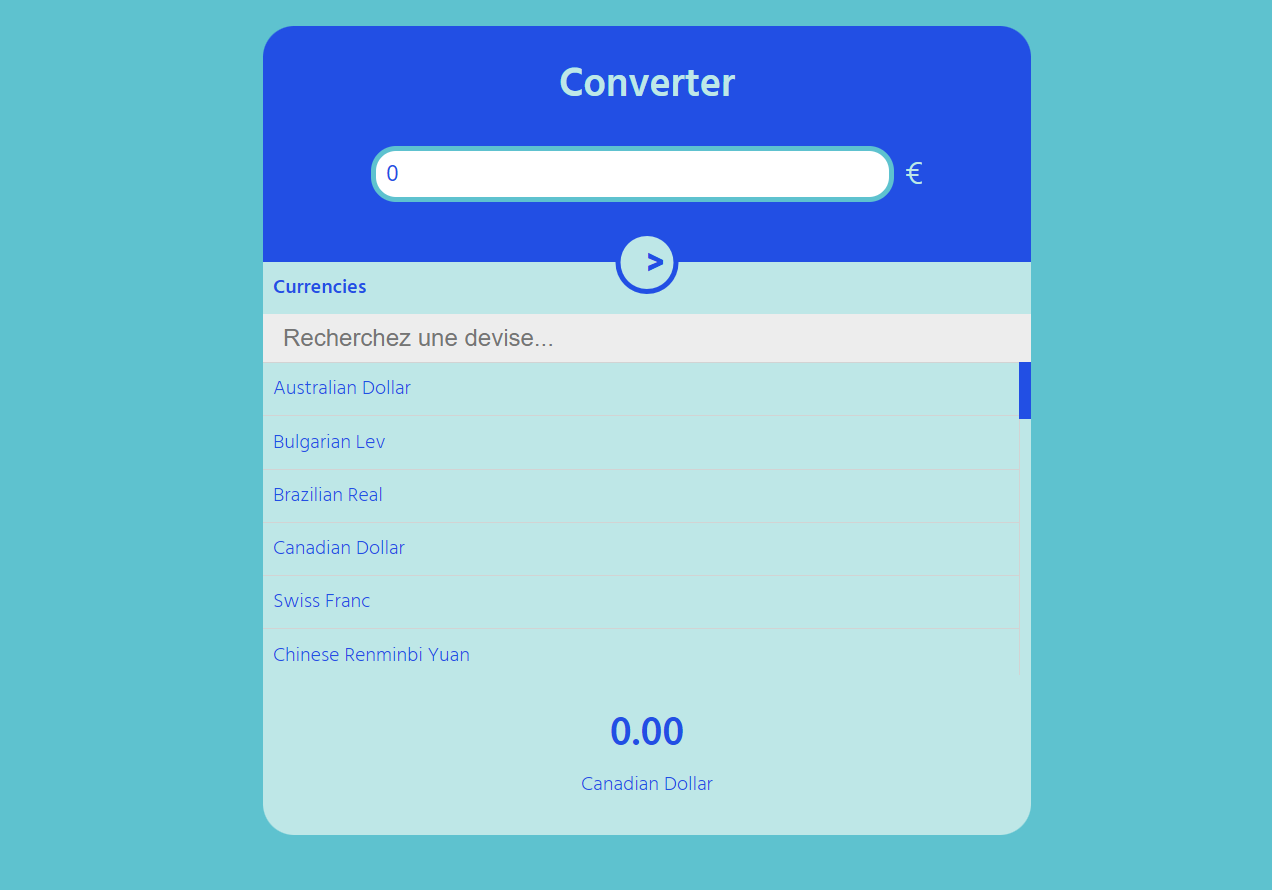 Converter
0 €
>
Currencies
Recherchez une devise...
Australian Dollar
Bulgarian Lev
Brazilian Real
Canadian Dollar
Swiss Franc
Chinese Renminbi Yuan
0.00
Canadian Dollar